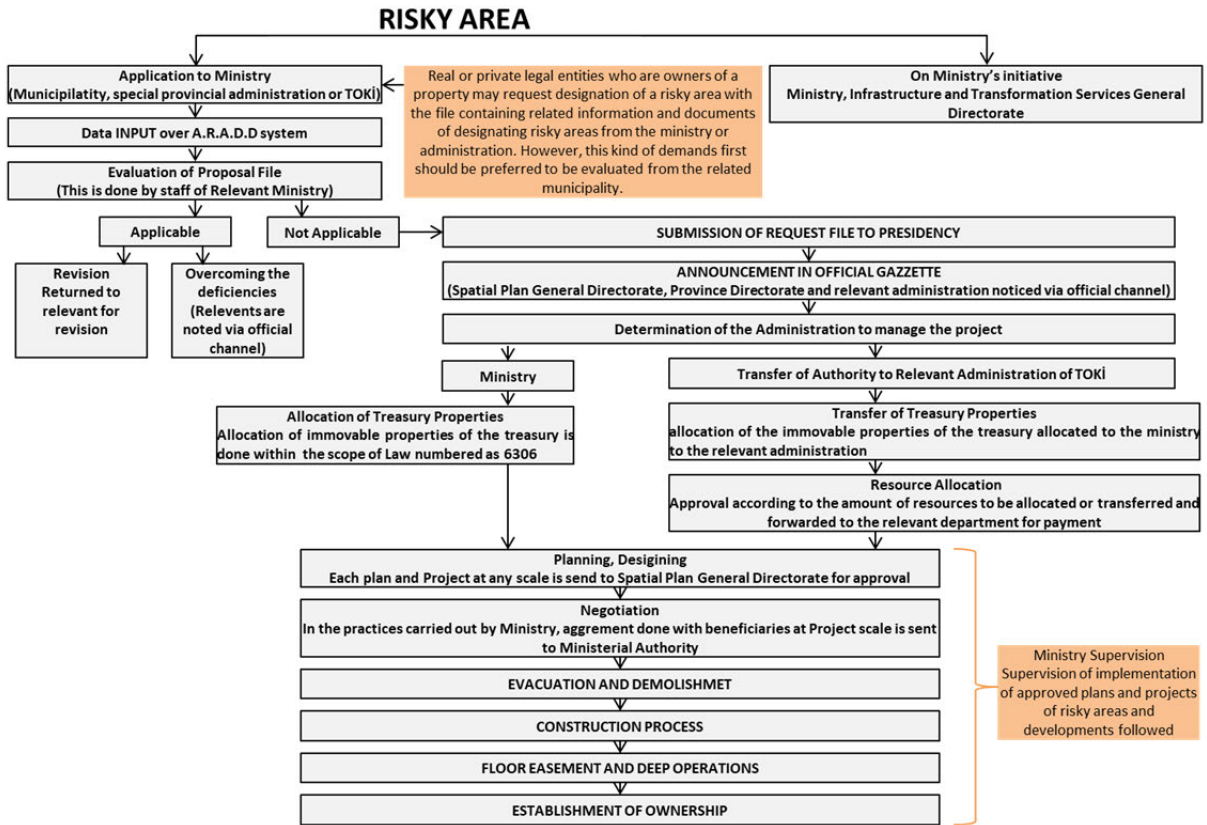 RISKY AREA
Application to Ministry
(Municipilatity, special provincial administration or TOKİ)
Real or private legal entities who are owners of a
property may request designation of a risky area with
the file containing related information and documents
of designating risky areas from the ministry or
administration. However, this kind of demands first
should be preferred to be evaluated from the related
municipality.
On Ministry's initiative
Ministry, Infrastructure and Transformation Services General
Directorate
Data INPUT over A.R.A.D.D system
Evaluation of Proposal File
(This is done by staff of Relevant Ministry)
Applicable
Not Applicable
SUBMISSION OF REQUEST FILE TO PRESIDENCY
Revision
Returned to
relevant for
revision
Overcoming the
deficiencies
(Relevents are
noted via official
channel)
ANNOUNCEMENT IN OFFICIAL GAZZETTE
(Spatial Plan General Directorate, Province Directorate and relevant administration noticed via official channel)
Determination of the Administration to manage the project
Ministry
Transfer of Authority to Relevant Administration of TOKİ
Allocation of Treasury Properties
Allocation of immovable properties of the treasury is
done within the scope of Law numbered as 6306
Transfer of Treasury Properties
allocation of the immovable properties of the treasury allocated to the ministry
to the relevant administration
Resource Allocation
Approval according to the amount of resources to be allocated or transferred and
forwarded to the relevant department for payment
Planning, Desigining
Each plan and Project at any scale is send to Spatial Plan General Directorate for approval
Negotiation
In the practices carried out by Ministry, aggrement done with beneficiaries at Project scale is sent
to Ministerial Authority
EVACUATION AND DEMOLISHMET
CONSTRUCTION PROCESS
FLOOR EASEMENT AND DEEP OPERATIONS
ESTABLISHMENT OF OWNERSHIP
Ministry Supervision
Supervision of implementation
of approved plans and projects
of risky areas and
developments followed